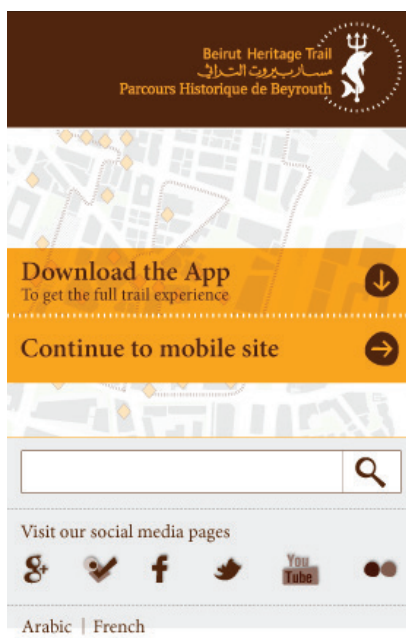 Beirut Heritage Trail
مسار بيروت التراثي
Parcours Historique de Beyrouth
Download the App
To get the full trail experience
Continue to mobile site
Visit our social media pages
g+ f You Tube
Arabic | French